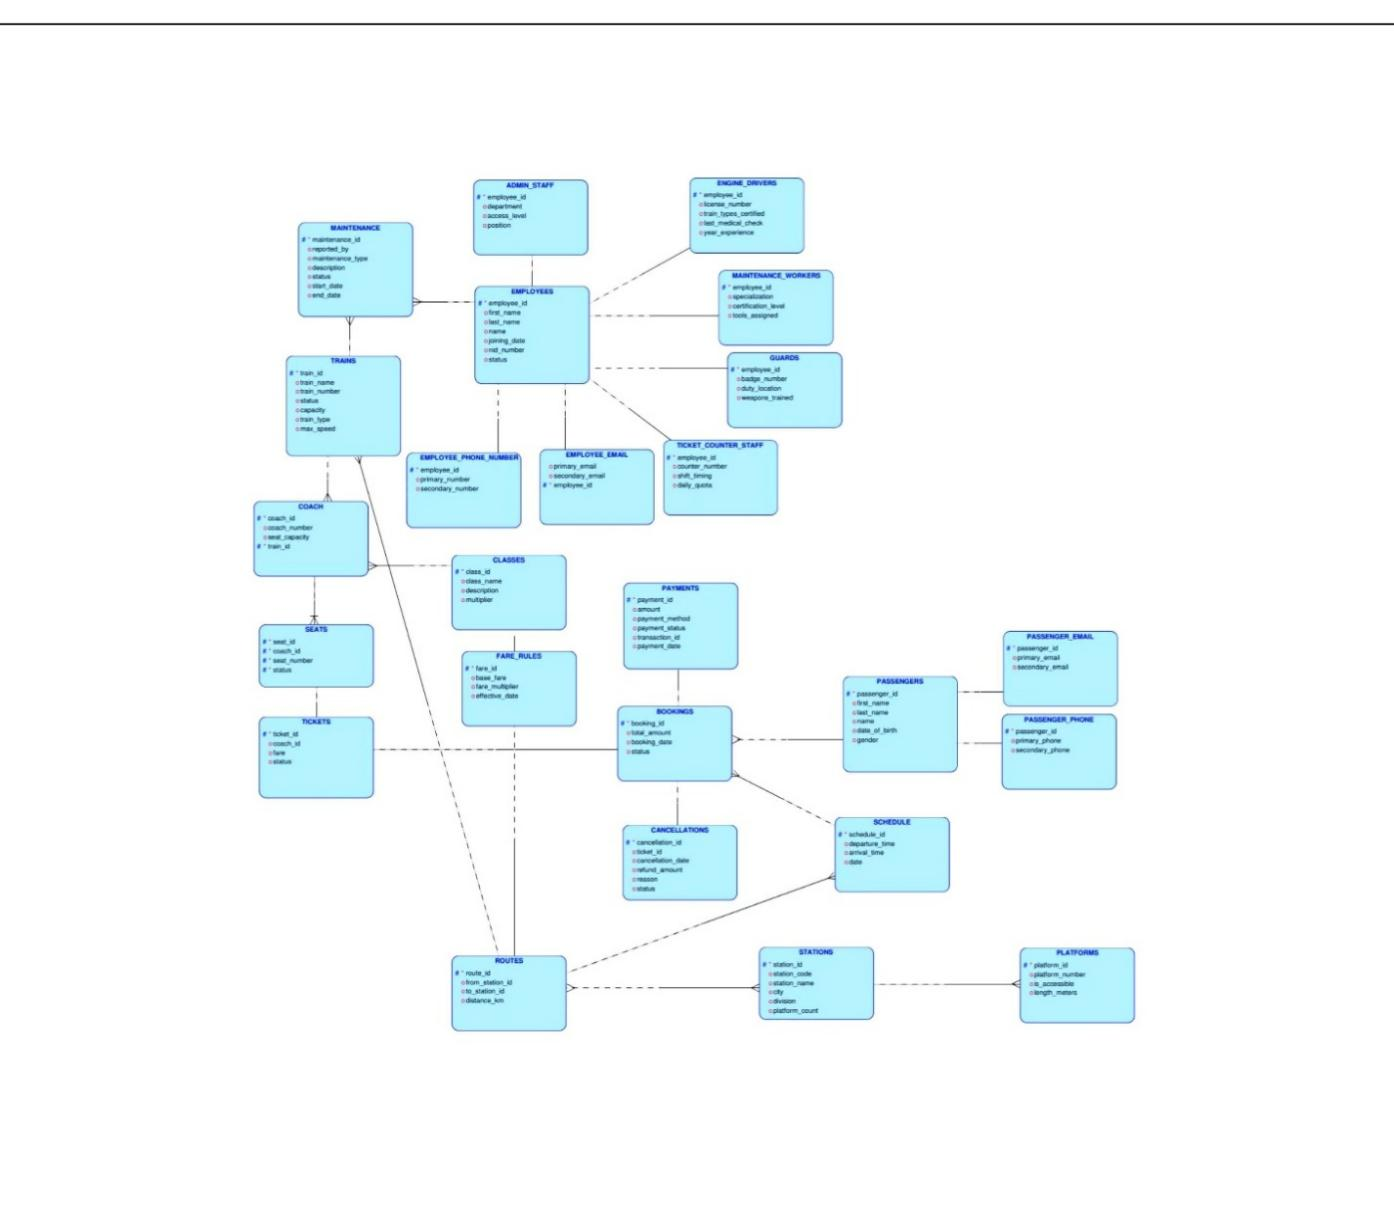 ADMIN_STAFF
# * employee_id
o department
o access_level
o position
ENGINE_DRIVERS
# * employee_id
o license_number
o train_types_certified
o last_medical_check
o year_experience
MAINTENANCE
# * maintenance_id
o reported_by
o maintenance_type
o description
o status
o start_date
o end_date
EMPLOYEES
# * employee_id
o first_name
o last_name
o name
o joining_date
o nid_number
o status
MAINTENANCE_WORKERS
# * employee_id
o specialization
o certification_level
o tools_assigned
GUARDS
# * employee_id
o badge_number
o duty_location
o weapons_trained
TRAINS
# * train_id
o train_name
o train_number
o status
o capacity
o train_type
o max_speed
EMPLOYEE_PHONE_NUMBER
# * employee_id
o primary_number
o secondary_number
EMPLOYEE_EMAIL
o primary_email
o secondary_email
# * employee_id
TICKET_COUNTER_STAFF
# * employee_id
o counter_number
o shift_timing
o daily_quota
COACH
# * coach_id
o coach_number
o seat_capacity
# * train_id
CLASSES
# * class_id
o class_name
o description
o multiplier
PAYMENTS
# * payment_id
o amount
o payment_method
o payment_status
o transaction_id
o payment_date
SEATS
# * seat_id
# * coach_id
# * seat_number
# * status
FARE_RULES
# * fare_id
o base_fare
o fare_multiplier
o effective_date
PASSENGER_EMAIL
# * passenger_id
o primary_email
o secondary_email
PASSENGERS
# * passenger_id
o first_name
o last_name
o name
o date_of_birth
o gender
TICKETS
# * ticket_id
o coach_id
o fare
o status
BOOKINGS
# * booking_id
o total_amount
o booking_date
o status
PASSENGER_PHONE
# * passenger_id
o primary_phone
o secondary_phone
CANCELLATIONS
# * cancellation_id
o ticket_id
o cancellation_date
o refund_amount
o reason
o status
SCHEDULE
# * schedule_id
o departure_time
o arrival_time
o date
ROUTES
# * route_id
o from_station_id
o to_station_id
o distance_km
STATIONS
# * station_id
o station_code
o station_name
o city
o division
o platform_count
PLATFORMS
# * platform_id
o platform_number
o is_accessible
o length_meters